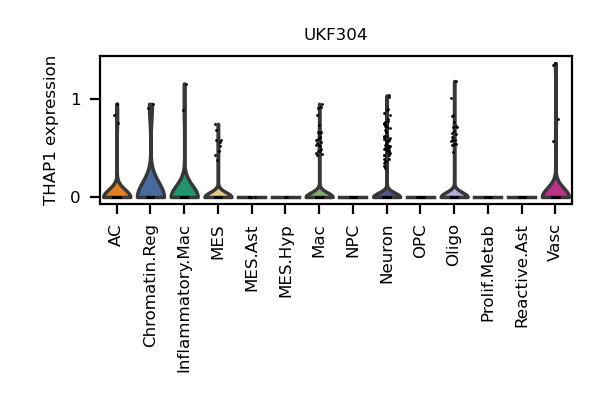 UKF304
THAP1 expression
1
0
AC
Chromatin.Reg
Inflammatory.Mac
MES
MES.Ast
MES.Hyp
Mac
NPC
Neuron
OPC
Oligo
Prolif.Metab
Reactive.Ast
Vasc